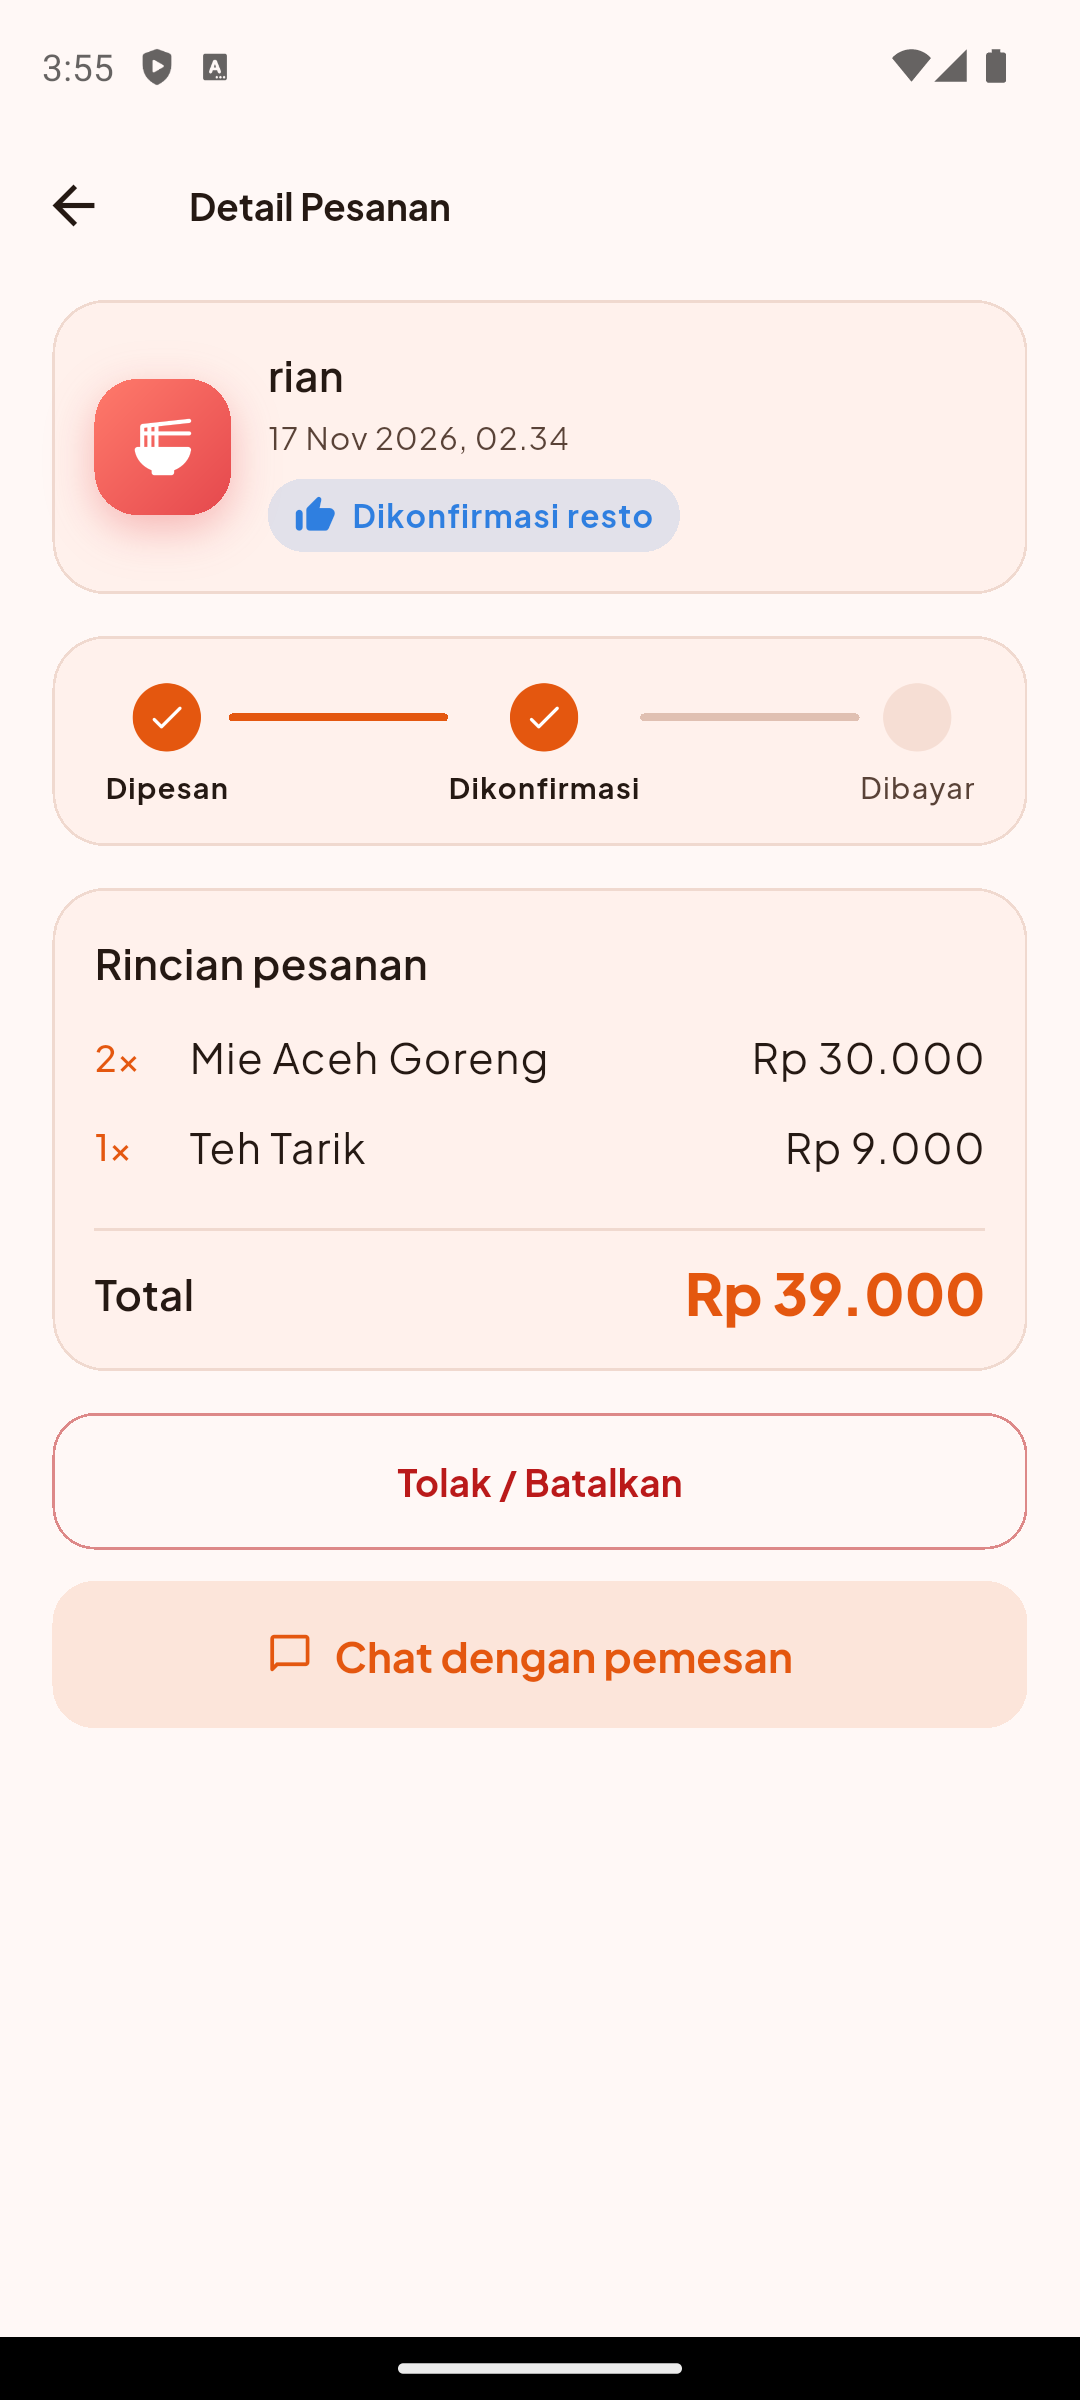 3:55
Detail Pesanan
rian
17 Nov 2026, 02.34
Dikonfirmasi resto
Dipesan
Dikonfirmasi
Dibayar
Rincian pesanan
2× Mie Aceh Goreng Rp 30.000
1× Teh Tarik Rp 9.000
Total Rp 39.000
Tolak / Batalkan
Chat dengan pemesan